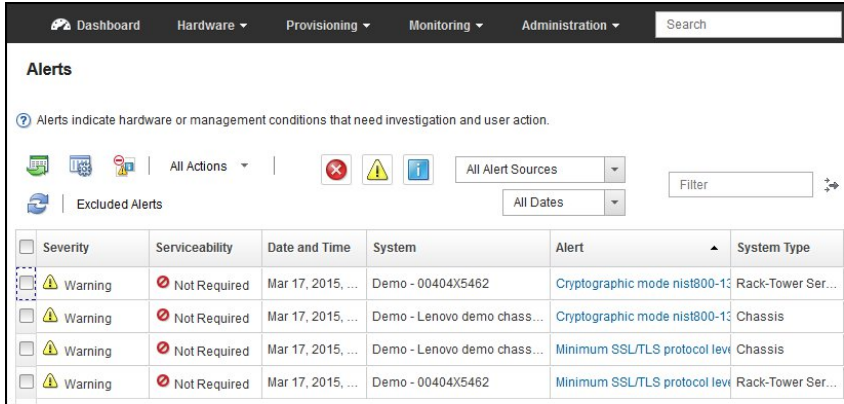 Dashboard Hardware Provisioning Monitoring Administration Search
Alerts
? Alerts indicate hardware or management conditions that need investigation and user action.
All Actions All Alert Sources
Filter
Excluded Alerts All Dates
Severity Serviceability Date and Time System Alert System Type
Warning Not Required Mar 17, 2015, ... Demo - 00404X5462 Cryptographic mode nist800-13 Rack-Tower Ser...
Warning Not Required Mar 17, 2015, ... Demo - Lenovo demo chass... Cryptographic mode nist800-13 Chassis
Warning Not Required Mar 17, 2015, ... Demo - Lenovo demo chass... Minimum SSL/TLS protocol leve Chassis
Warning Not Required Mar 17, 2015, ... Demo - 00404X5462 Minimum SSL/TLS protocol leve Rack-Tower Ser...